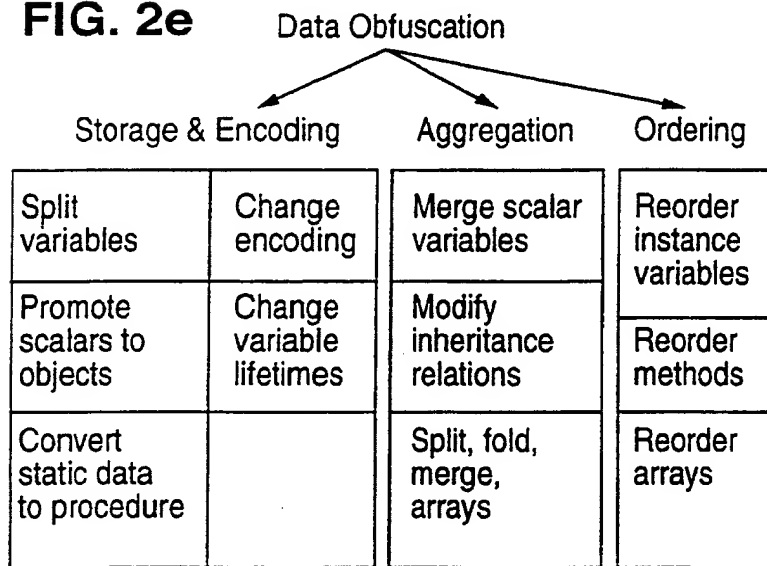 FIG. 2e
Data Obfuscation
Storage & Encoding
Aggregation
Ordering
Split
variables
Change
encoding
Merge scalar
variables
Reorder
instance
variables
Promote
scalars to
objects
Change
variable
lifetimes
Modify
inheritance
relations
Reorder
methods
Convert
static data
to procedure
Split, fold,
merge,
arrays
Reorder
arrays